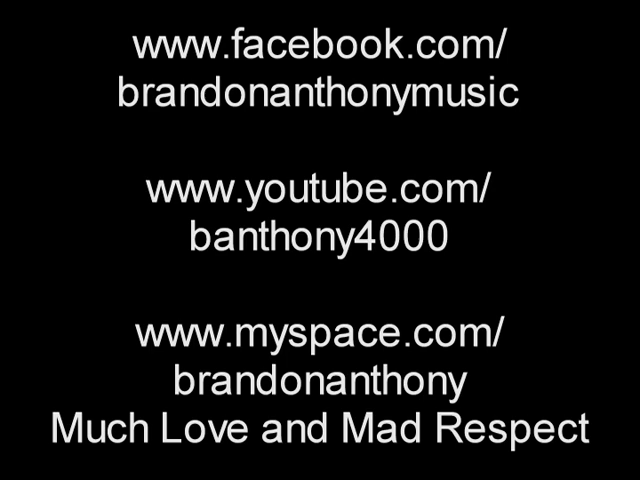 www.facebook.com/
brandonanthonymusic
www.youtube.com/
banthony4000
www.myspace.com/
brandonanthony
Much Love and Mad Respect